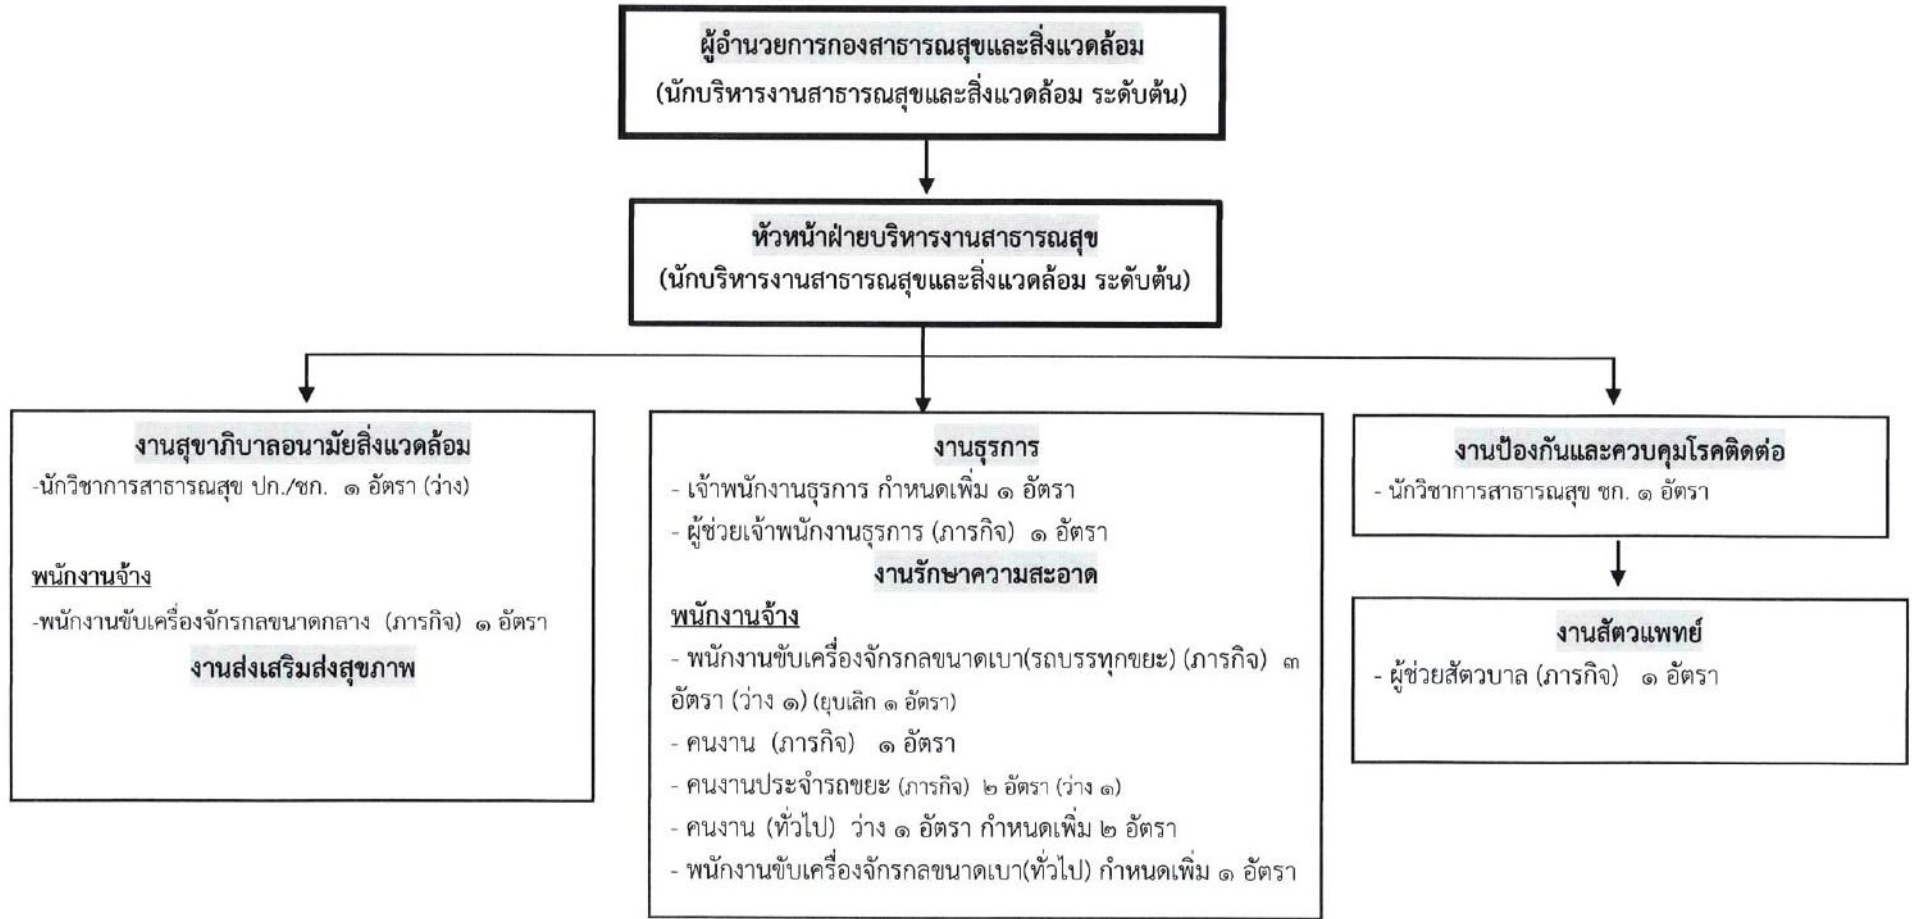 ผู้อำนวยการกองสาธารณสุขและสิ่งแวดล้อม
(นักบริหารงานสาธารณสุขและสิ่งแวดล้อม ระดับต้น)
หัวหน้าฝ่ายบริหารงานสาธารณสุข
(นักบริหารงานสาธารณสุขและสิ่งแวดล้อม ระดับต้น)
งานสุขาภิบาลอนามัยสิ่งแวดล้อม
-นักวิชาการสาธารณสุข ปก./ชก. ๑ อัตรา (ว่าง)
พนักงานจ้าง
-พนักงานขับเครื่องจักรกลขนาดกลาง (ภารกิจ) ๑ อัตรา
งานส่งเสริมส่งสุขภาพ
งานธุรการ
- เจ้าพนักงานธุรการ กำหนดเพิ่ม ๑ อัตรา
- ผู้ช่วยเจ้าพนักงานธุรการ (ภารกิจ) ๑ อัตรา
งานรักษาความสะอาด
พนักงานจ้าง
- พนักงานขับเครื่องจักรกลขนาดเบา(รถบรรทุกขยะ) (ภารกิจ) ๓
อัตรา (ว่าง ๑) (ยุบเลิก ๑ อัตรา)
- คนงาน (ภารกิจ) ๑ อัตรา
- คนงานประจำรถขยะ (ภารกิจ) ๒ อัตรา (ว่าง ๑)
- คนงาน (ทั่วไป) ว่าง ๑ อัตรา กำหนดเพิ่ม ๒ อัตรา
- พนักงานขับเครื่องจักรกลขนาดเบา(ทั่วไป) กำหนดเพิ่ม ๑ อัตรา
งานป้องกันและควบคุมโรคติดต่อ
- นักวิชาการสาธารณสุข ชก. ๑ อัตรา
งานสัตวแพทย์
- ผู้ช่วยสัตวบาล (ภารกิจ) ๑ อัตรา